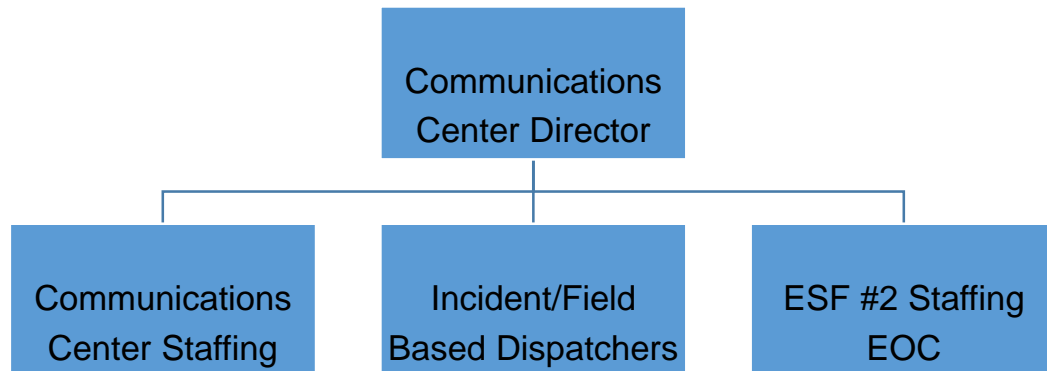 Communications
Center Director
Communications
Center Staffing
Incident/Field
Based Dispatchers
ESF #2 Staffing
EOC